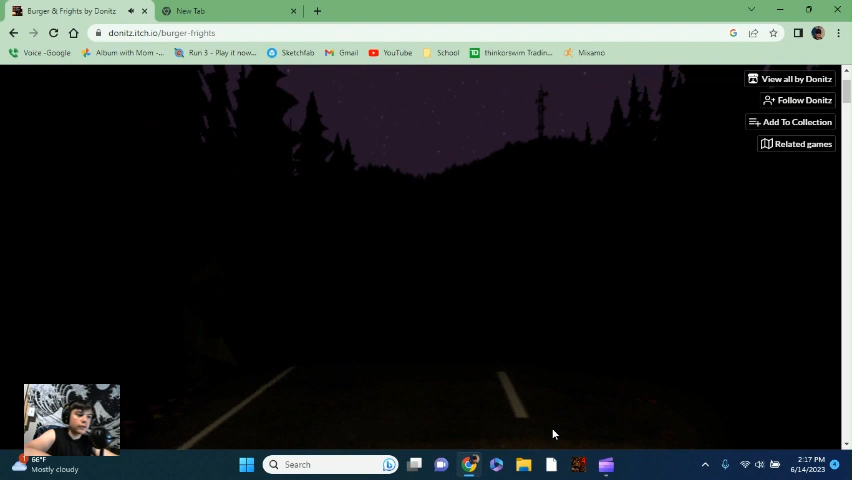 Burger & Frights by Donitz
New Tab
donitz.itch.io/burger-frights
Voice -Google
Album with Mom -...
Run 3 - Play it now...
Sketchfab
Gmail
YouTube
School
thinkorswim Tradin...
Mixamo
View all by Donitz
Follow Donitz
Add To Collection
Related games
1
66°F
Mostly cloudy
Search
2:17 PM
6/14/2023
4